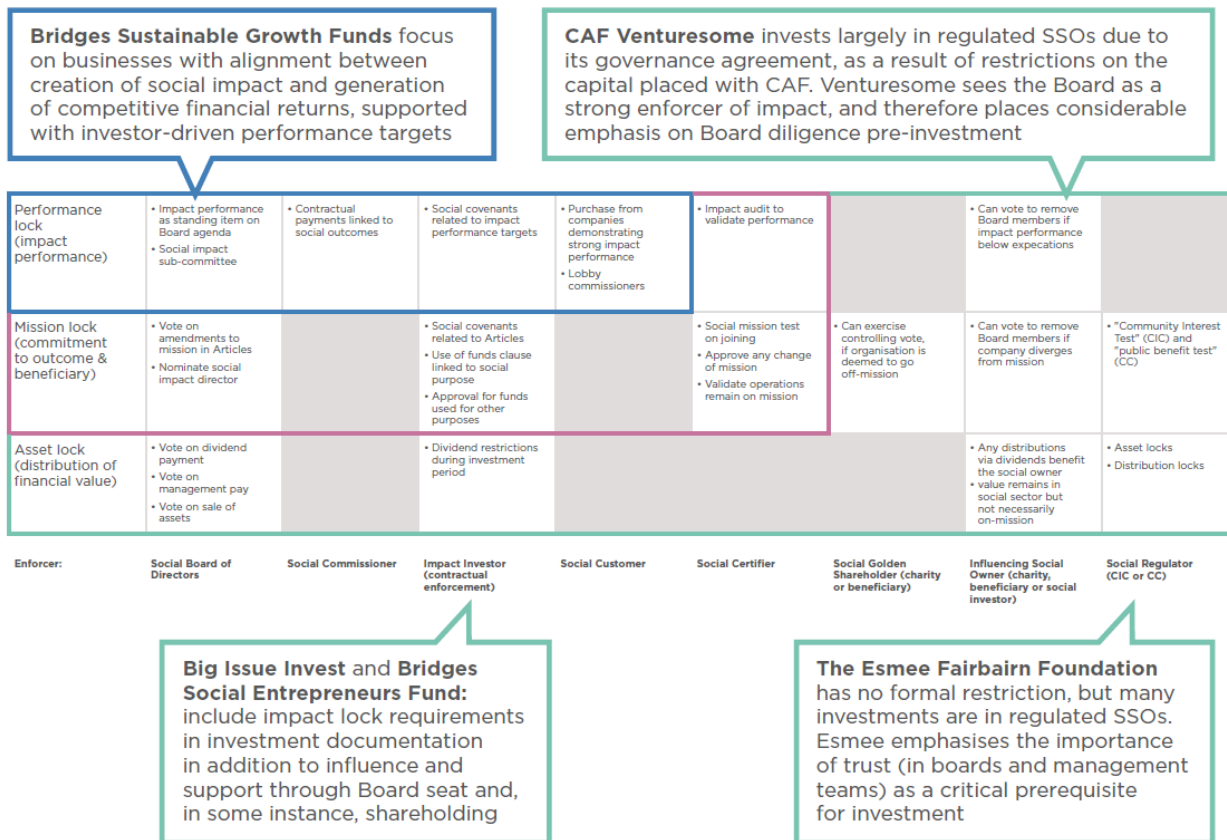 Bridges Sustainable Growth Funds focus
on businesses with alignment between
creation of social impact and generation
of competitive financial returns, supported
with investor-driven performance targets
CAF Venturesome invests largely in regulated SSOs due to
its governance agreement, as a result of restrictions on the
capital placed with CAF. Venturesome sees the Board as a
strong enforcer of impact, and therefore places considerable
emphasis on Board diligence pre-investment
Performance
lock
(impact
performance)
• Impact performance
as standing item on
Board agenda
• Social impact
sub-committee
• Contractual
payments linked to
social outcomes
• Social covenants
related to impact
performance targets
• Purchase from
companies
demonstrating
strong impact
performance
• Lobby
commissioners
• Impact audit to
validate performance
• Can vote to remove
Board members if
impact performance
below expecations
Mission lock
(commitment
to outcome &
beneficiary)
• Vote on
amendments to
mission in Articles
• Nominate social
impact director
• Social covenants
related to Articles
• Use of funds clause
linked to social
purpose
• Approval for funds
used for other
purposes
• Social mission test
on joining
• Approve any change
of mission
• Validate operations
remain on mission
• Can exercise
controlling vote,
if organisation is
deemed to go
off-mission
• Can vote to remove
Board members if
company diverges
from mission
• "Community Interest
Test" (CIC) and
"public benefit test"
(CC)
Asset lock
(distribution of
financial value)
• Vote on dividend
payment
• Vote on
management pay
• Vote on sale of
assets
• Dividend restrictions
during investment
period
• Any distributions
via dividends benefit
the social owner
• value remains in
social sector but
not necessarily
on-mission
• Asset locks
• Distribution locks
Enforcer:
Social Board of
Directors
Social Commissioner
Impact Investor
(contractual
enforcement)
Social Customer
Social Certifier
Social Golden
Shareholder (charity
or beneficiary)
Influencing Social
Owner (charity,
beneficiary or social
investor)
Social Regulator
(CIC or CC)
Big Issue Invest and Bridges
Social Entrepreneurs Fund:
include impact lock requirements
in investment documentation
in addition to influence and
support through Board seat and,
in some instance, shareholding
The Esmee Fairbairn Foundation
has no formal restriction, but many
investments are in regulated SSOs.
Esmee emphasises the importance
of trust (in boards and management
teams) as a critical prerequisite
for investment